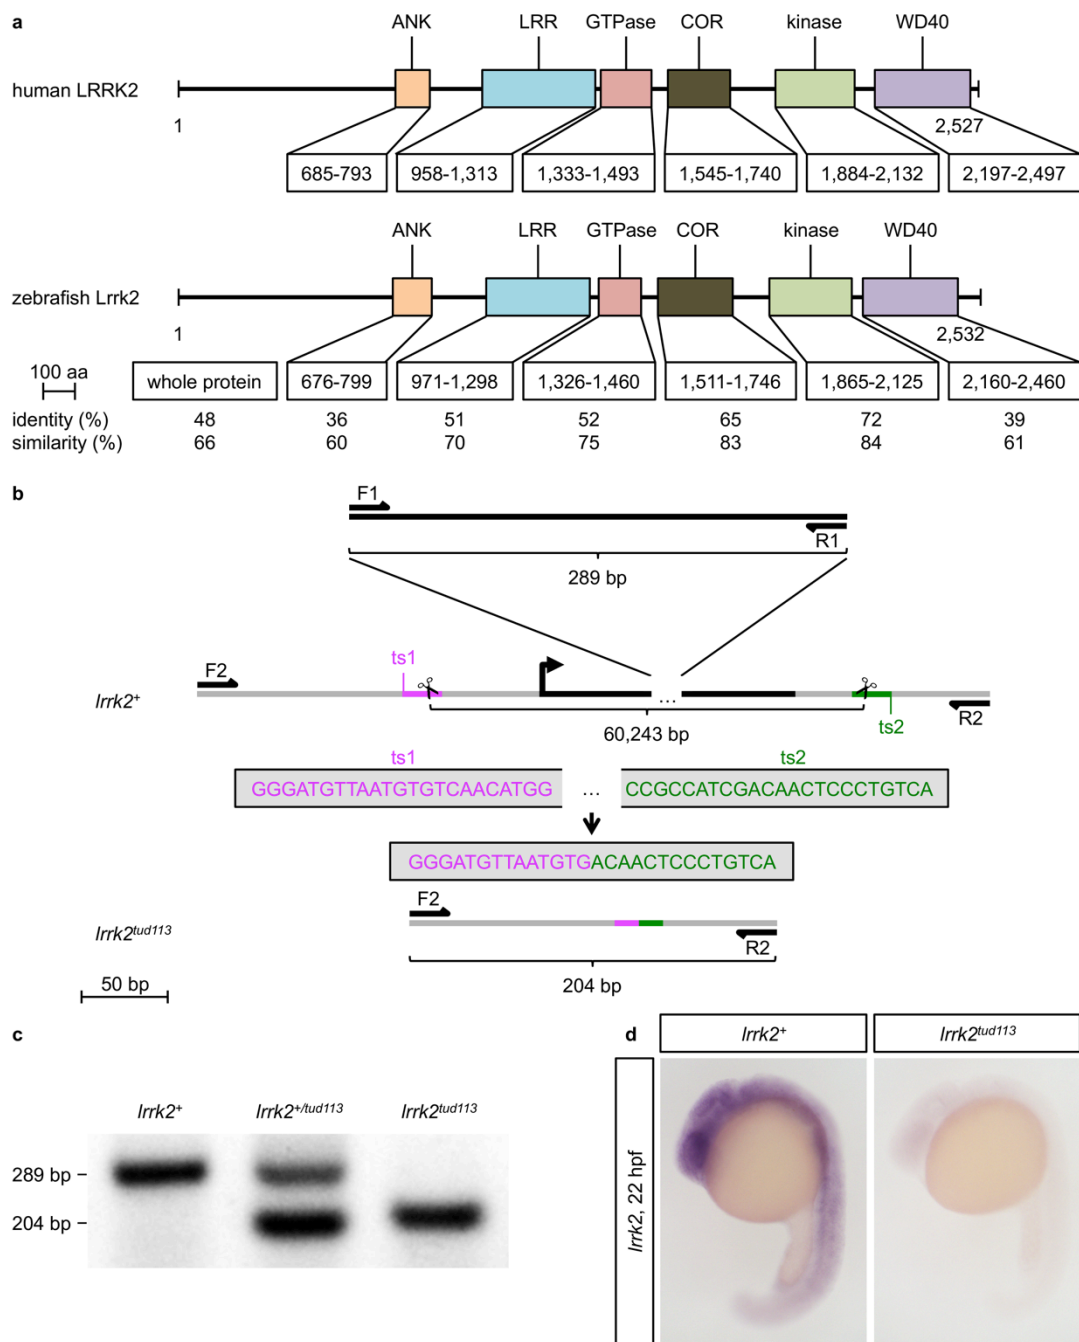 a
ANK LRR GTPase COR kinase WD40
human LRRK2
1 2,527
685-793 958-1,313 1,333-1,493 1,545-1,740 1,884-2,132 2,197-2,497
ANK LRR GTPase COR kinase WD40
zebrafish Lrrk2
1 2,532
100 aa
whole protein 676-799 971-1,298 1,326-1,460 1,511-1,746 1,865-2,125 2,160-2,460
identity (%) 48 36 51 52 65 72 39
similarity (%) 66 60 70 75 83 84 61
b
F1
R1
289 bp
ts1
F2
lrrk2+
...
R2
ts2
60,243 bp
ts1 ts2
GGGATGTTAATGTGTCAACATGG ... CCGCCATCGACAACTCCCTGTCA
GGGATGTTAATGTGACAACTCCCTGTCA
F2
lrrk2tud113
R2
204 bp
50 bp
c
lrrk2+ lrrk2+/tud113 lrrk2tud113
289 bp
204 bp
d
lrrk2+ lrrk2tud113
lrrk2, 22 hpf